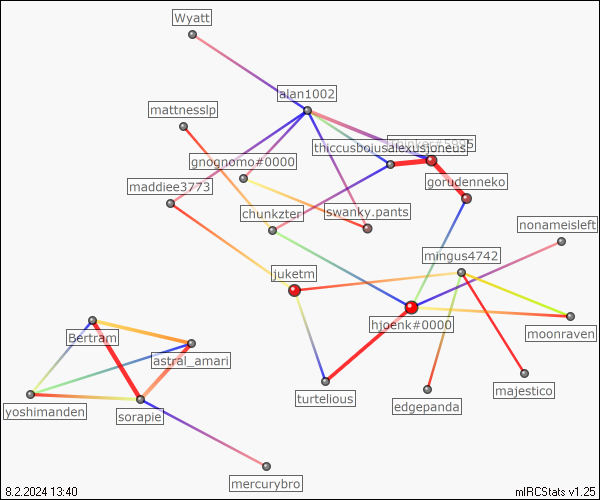 Wyatt
alan1002
mattnesslp
thiccusbojusalexusjoneus
gnognomo#0000
maddiee3773
gorudenneko
chunkzter
swanky.pants
nonameisleft
mingus4742
juketm
hjoenk#0000
Bertram
moonraven
astral_amari
majestico
turtelious
edgepanda
yoshimanden
sorapie
mercurybro
8.2.2024 13:40
mIRCStats v1.25